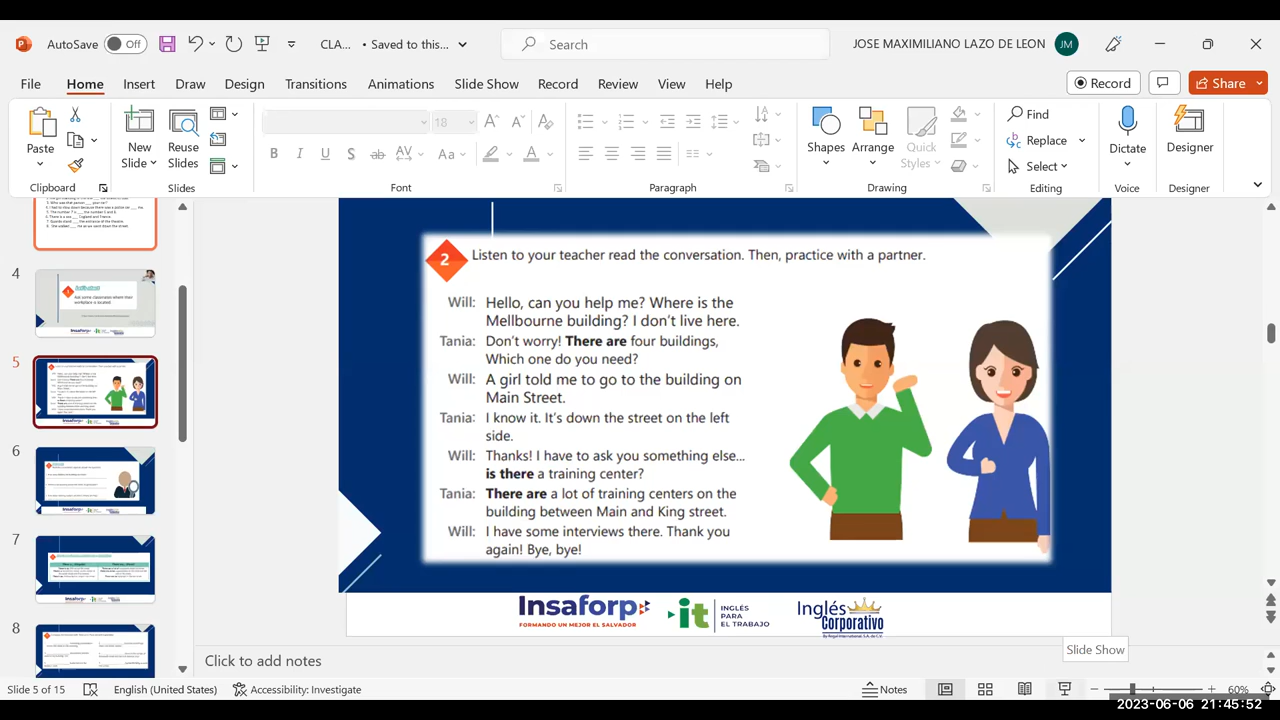 AutoSave Off CLA... • Saved to this... Search JOSE MAXIMILIANO LAZO DE LEON JM
File Home Insert Draw Design Transitions Animations Slide Show Record Review View Help Record Share
Paste New Slide Reuse Slides 18 Shapes Arrange Quick Styles Find Replace Select Dictate Designer
Clipboard Slides Font Paragraph Drawing Editing Voice Designer
4
5
6
7
8
2 Listen to your teacher read the conversation. Then, practice with a partner.
Will: Hello, can you help me? Where is the
Mellbourne building? I don't live here.
Tania: Don't worry! There are four buildings,
Which one do you need?
Will: A told me to go to the building on
Main Street.
Tania: I know it. It's down the street on the left
side.
Will: Thanks! I have to ask you something else...
is there a training center?
Tania: There are a lot of training centers on the
building between Main and King street.
Will: I have some interviews there. Thank you
again! Bye, bye!
Insaforp
FORMANDO UN MEJOR EL SALVADOR
it INGLÉS
PARA
EL TRABAJO
Inglés
Corporativo
By Regal International, S.A. de C.V.
Slide Show
Click to add notes
Slide 5 of 15 English (United States) Accessibility: Investigate Notes 60%
2023-06-06 21:45:52